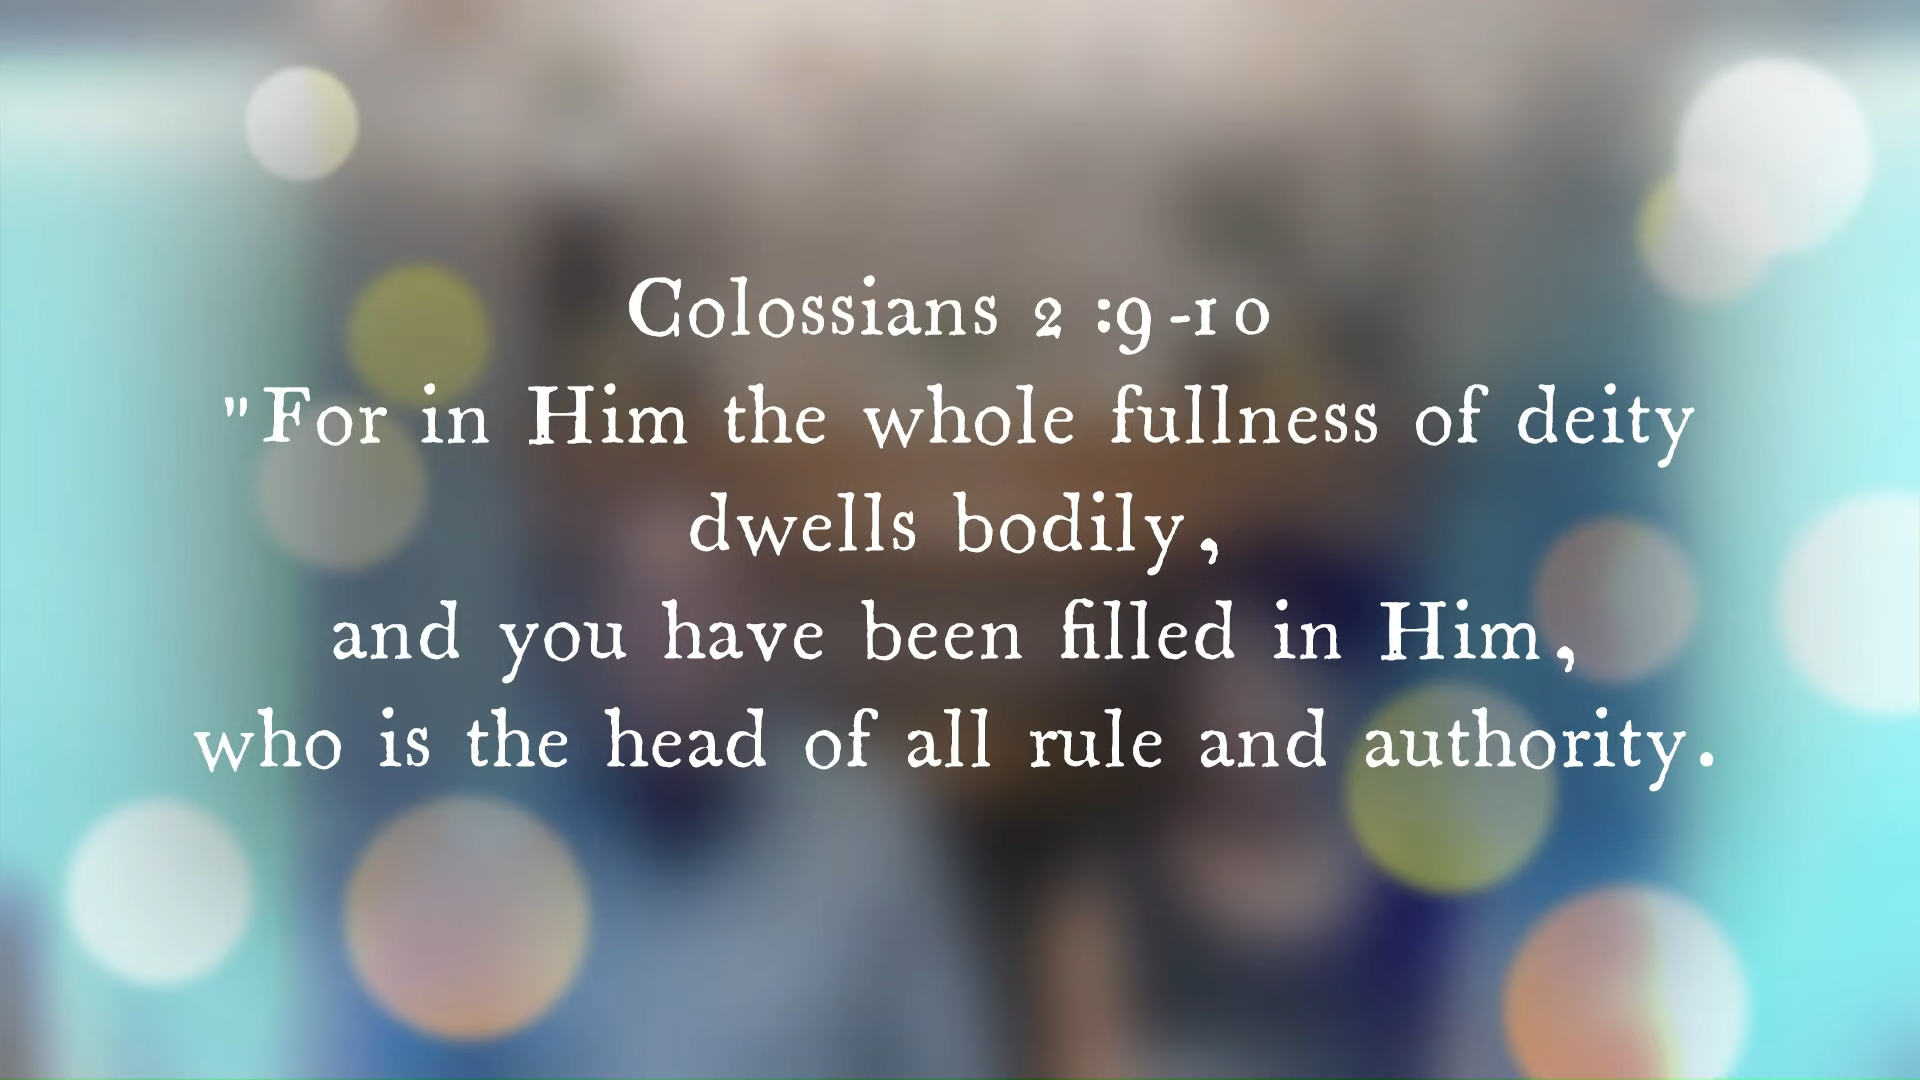 Colossians 2 :9-10
"For in Him the whole fullness of deity
dwells bodily,
and you have been filled in Him,
who is the head of all rule and authority.